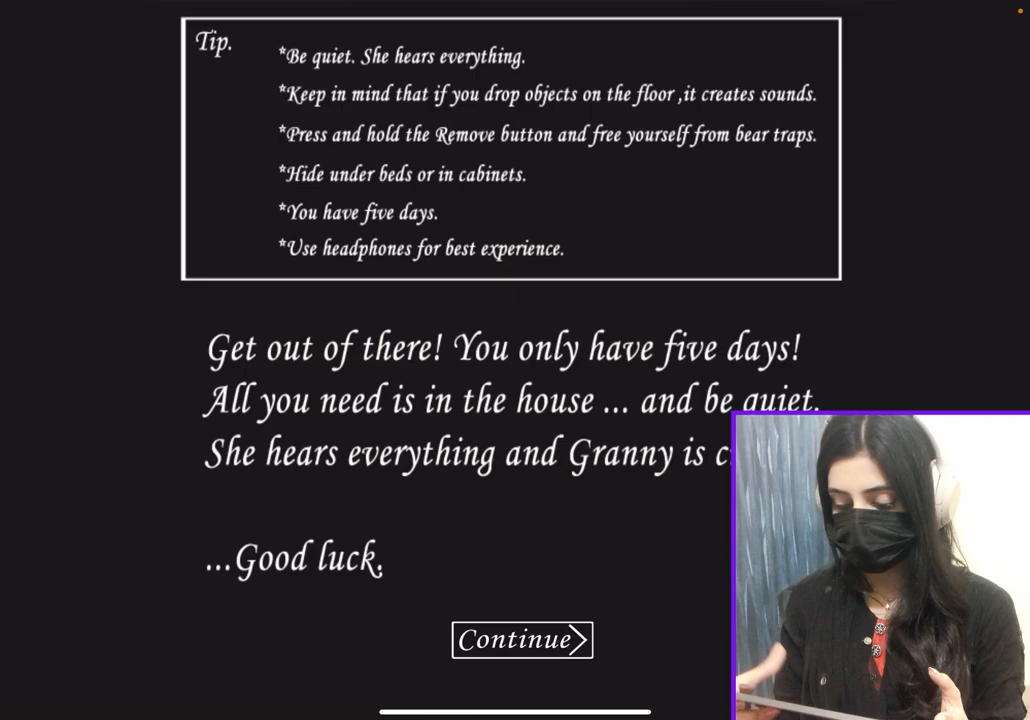 Tip.
*Be quiet. She hears everything.
*Keep in mind that if you drop objects on the floor ,it creates sounds.
*Press and hold the Remove button and free yourself from bear traps.
*Hide under beds or in cabinets.
*You have five days.
*Use headphones for best experience.
Get out of there! You only have five days!
All you need is in the house ... and be quiet.
She hears everything and Granny is
...Good luck.
Continue